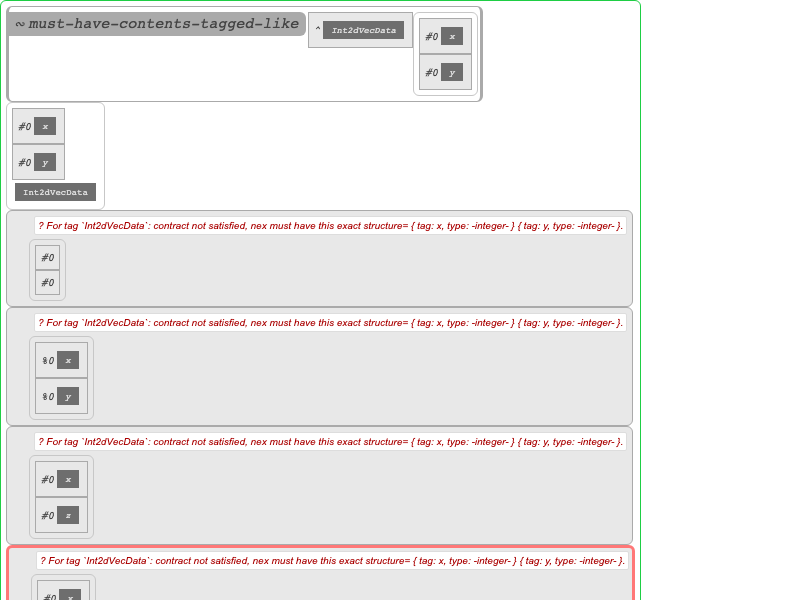 ∾ must-have-contents-tagged-like
^ Int2dVecData
#0 x
#0 y
#0 x
#0 y
Int2dVecData
? For tag `Int2dVecData`: contract not satisfied, nex must have this exact structure= { tag: x, type: -integer- } { tag: y, type: -integer- }.
#0
#0
? For tag `Int2dVecData`: contract not satisfied, nex must have this exact structure= { tag: x, type: -integer- } { tag: y, type: -integer- }.
%0 x
%0 y
? For tag `Int2dVecData`: contract not satisfied, nex must have this exact structure= { tag: x, type: -integer- } { tag: y, type: -integer- }.
#0 x
#0 z
? For tag `Int2dVecData`: contract not satisfied, nex must have this exact structure= { tag: x, type: -integer- } { tag: y, type: -integer- }.
#0